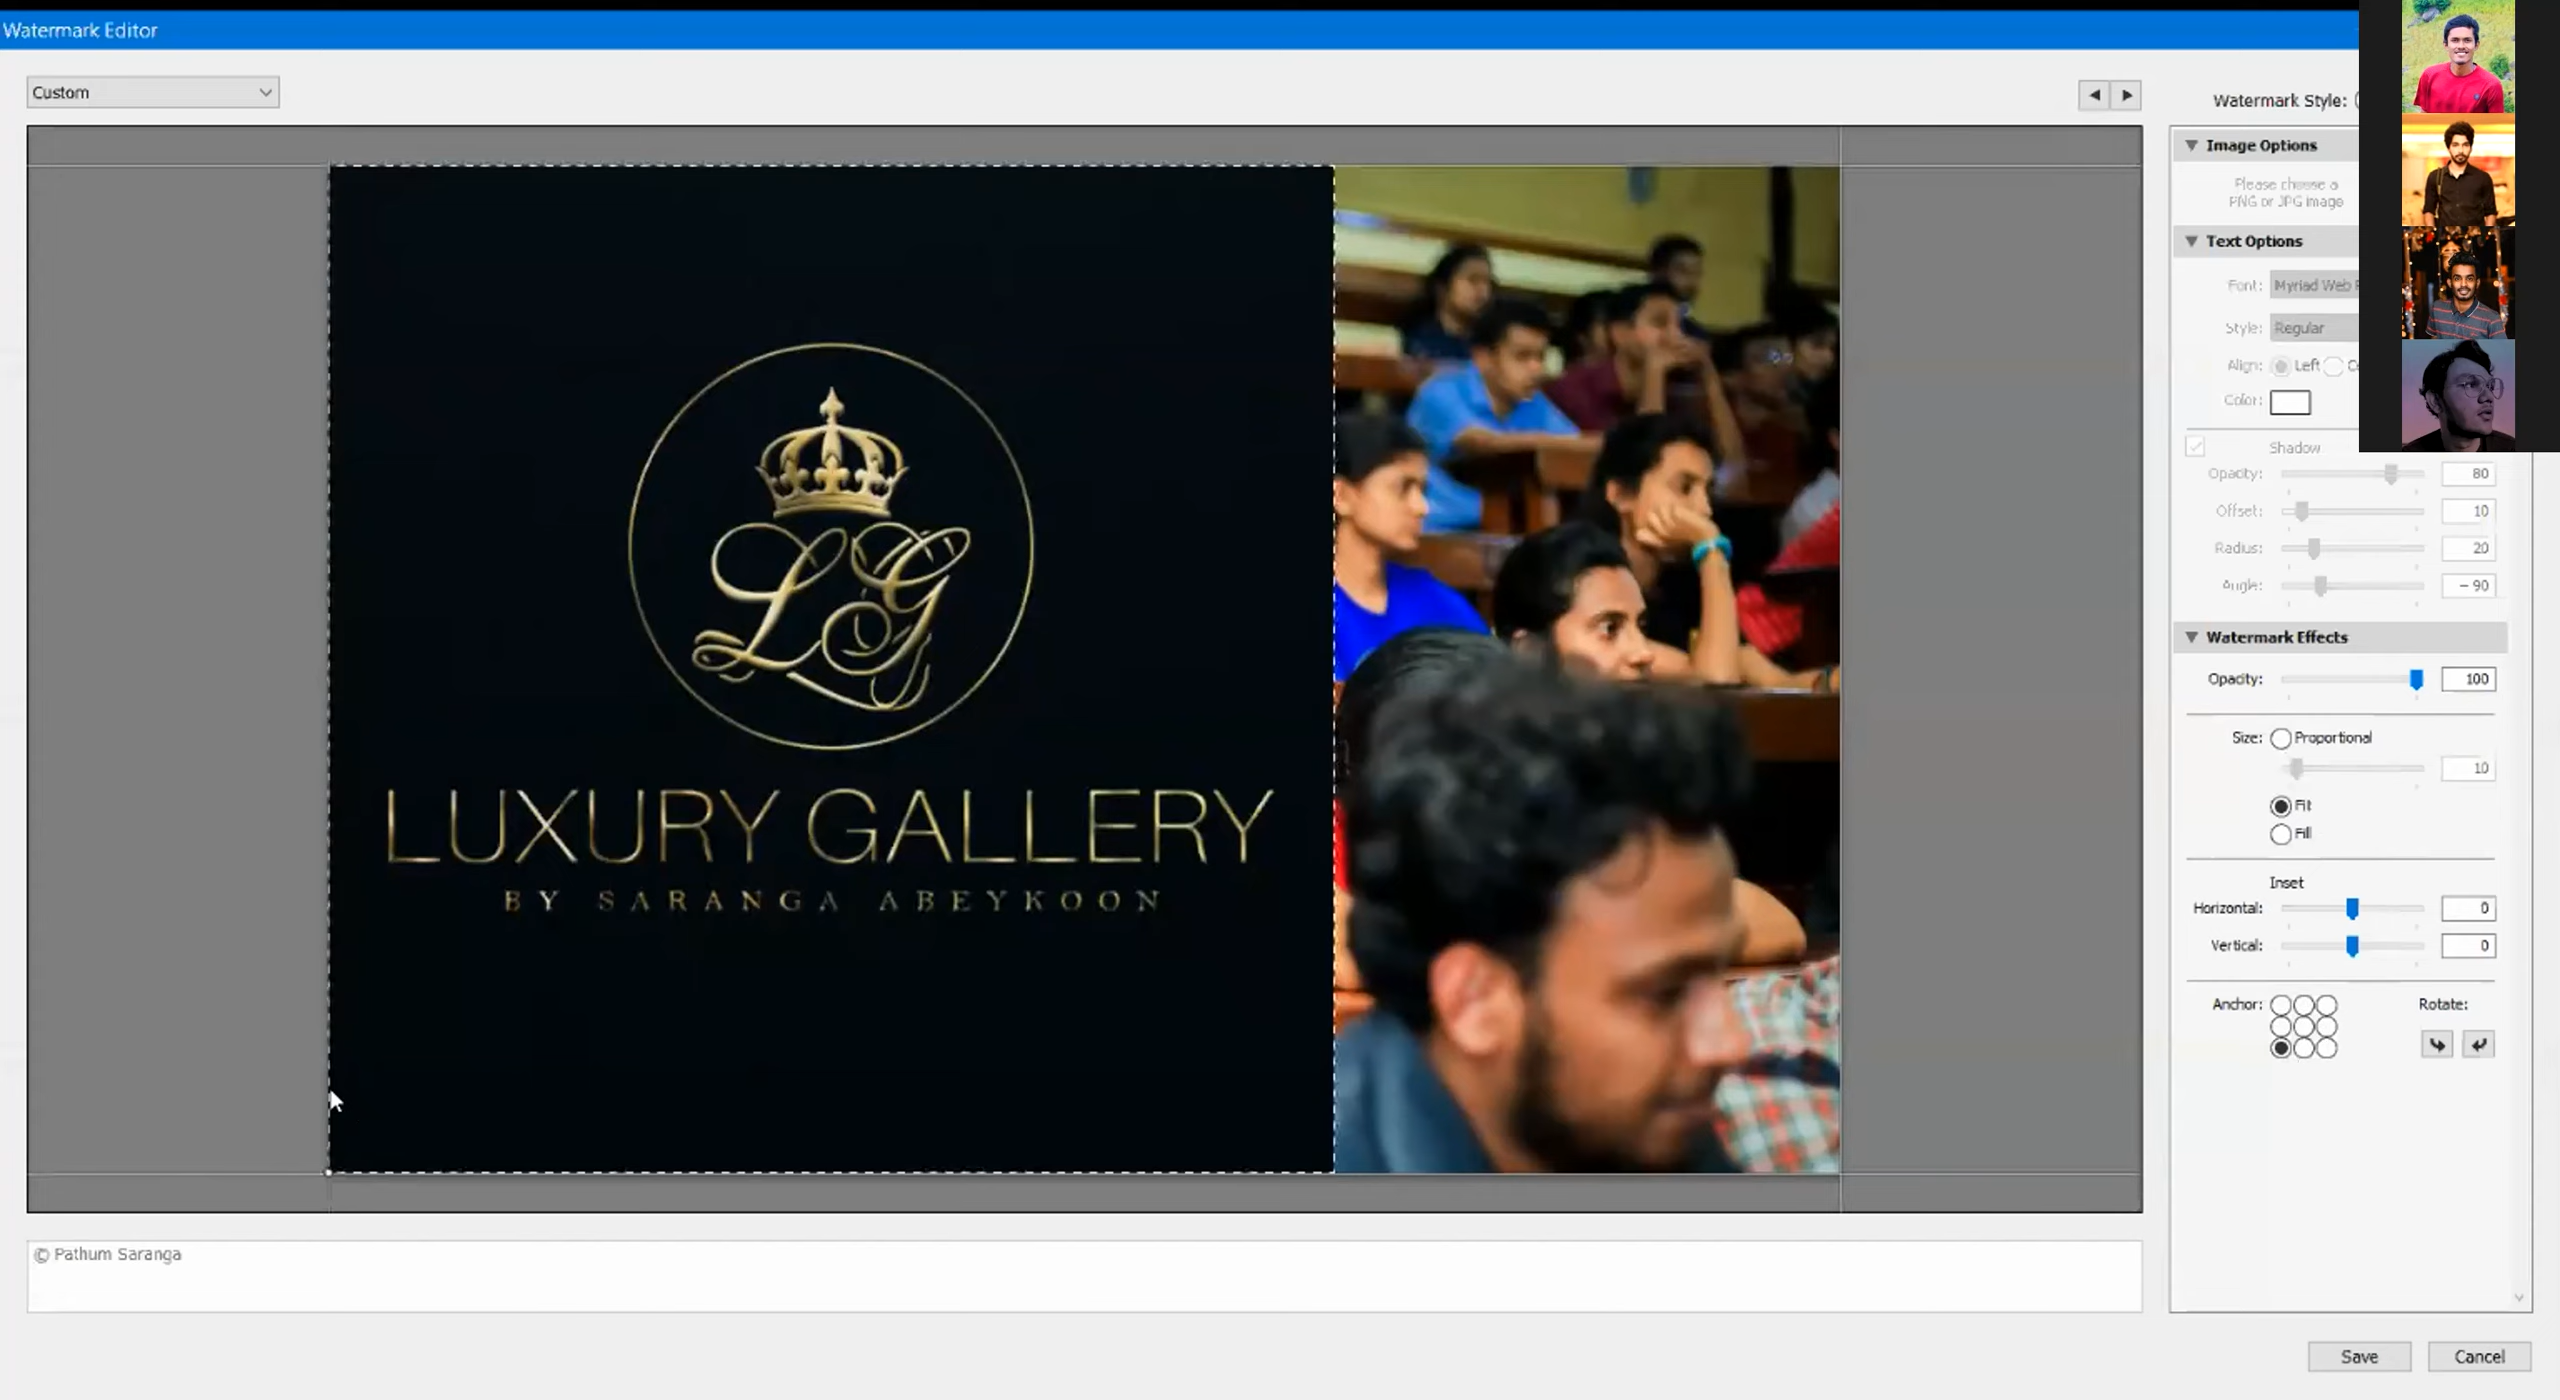 Watermark Editor
Custom
Watermark Style:
Image Options
Please choose a
PNG or JPG image
Text Options
Font: Myriad Web
Style: Regular
Align: Left
Color:
Shadow
Opacity: 80
Offset: 10
Radius: 20
Angle: - 90
Watermark Effects
Opacity: 100
Size: Proportional
10
Fit
Fill
Inset
Horizontal: 0
Vertical: 0
Anchor: Rotate:
LG
LUXURY GALLERY
BY SARANGA ABEYKOON
© Pathum Saranga
Save Cancel